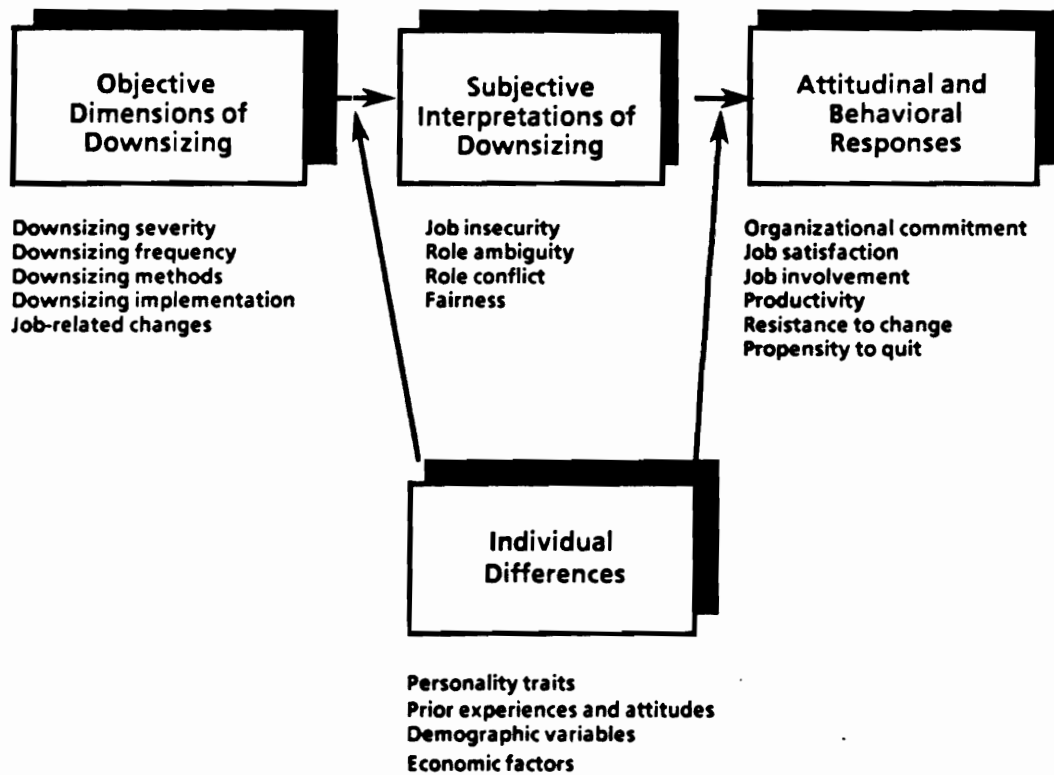 Objective
Dimensions of
Downsizing
Subjective
Interpretations of
Downsizing
Attitudinal and
Behavioral
Responses
Downsizing severity
Downsizing frequency
Downsizing methods
Downsizing implementation
Job-related changes
Job insecurity
Role ambiguity
Role conflict
Fairness
Organizational commitment
Job satisfaction
Job involvement
Productivity
Resistance to change
Propensity to quit
Individual
Differences
Personality traits
Prior experiences and attitudes
Demographic variables
Economic factors